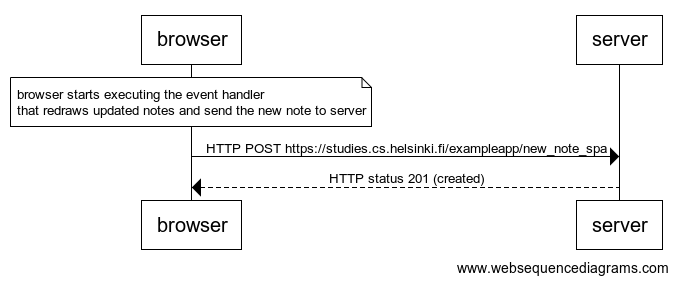 browser
server
browser starts executing the event handler
that redraws updated notes and send the new note to server
HTTP POST https://studies.cs.helsinki.fi/exampleapp/new_note_spa
HTTP status 201 (created)
browser
server
www.websequencediagrams.com